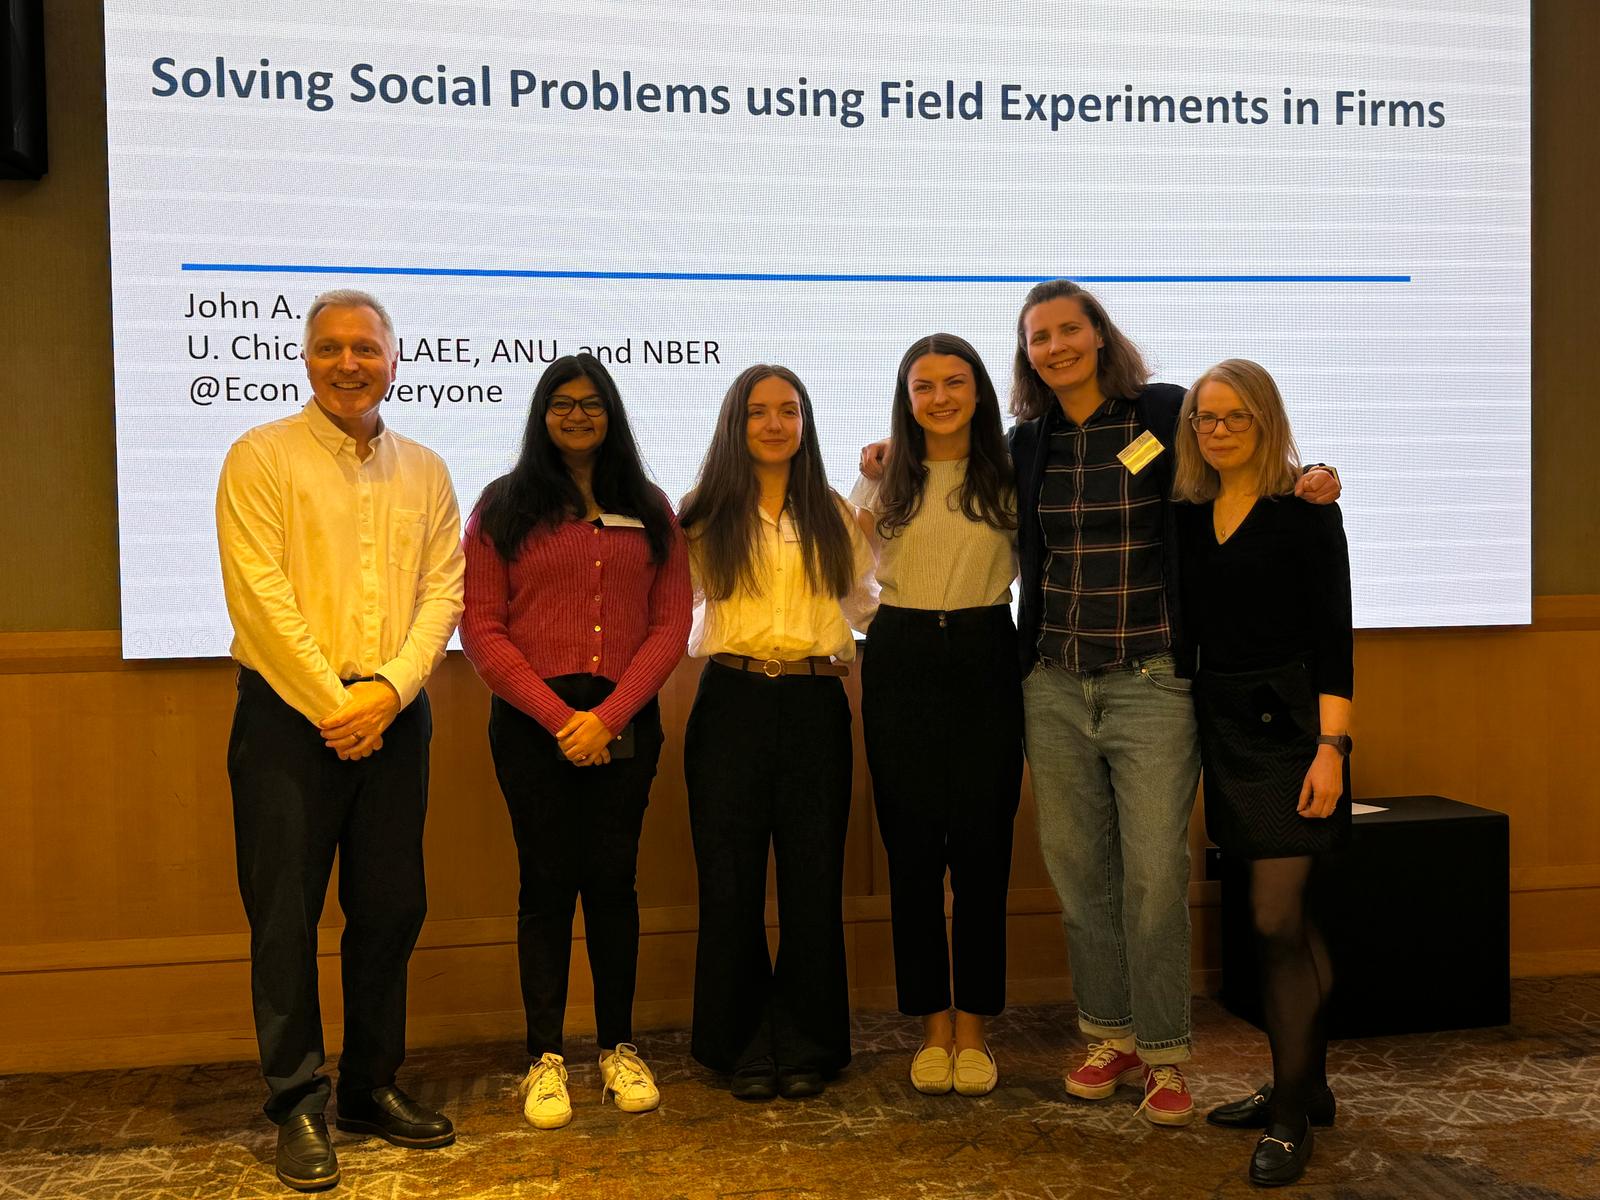 Solving Social Problems using Field Experiments in Firms
John A.
U. Chic LAEE, ANU, and NBER
@Econ veryone